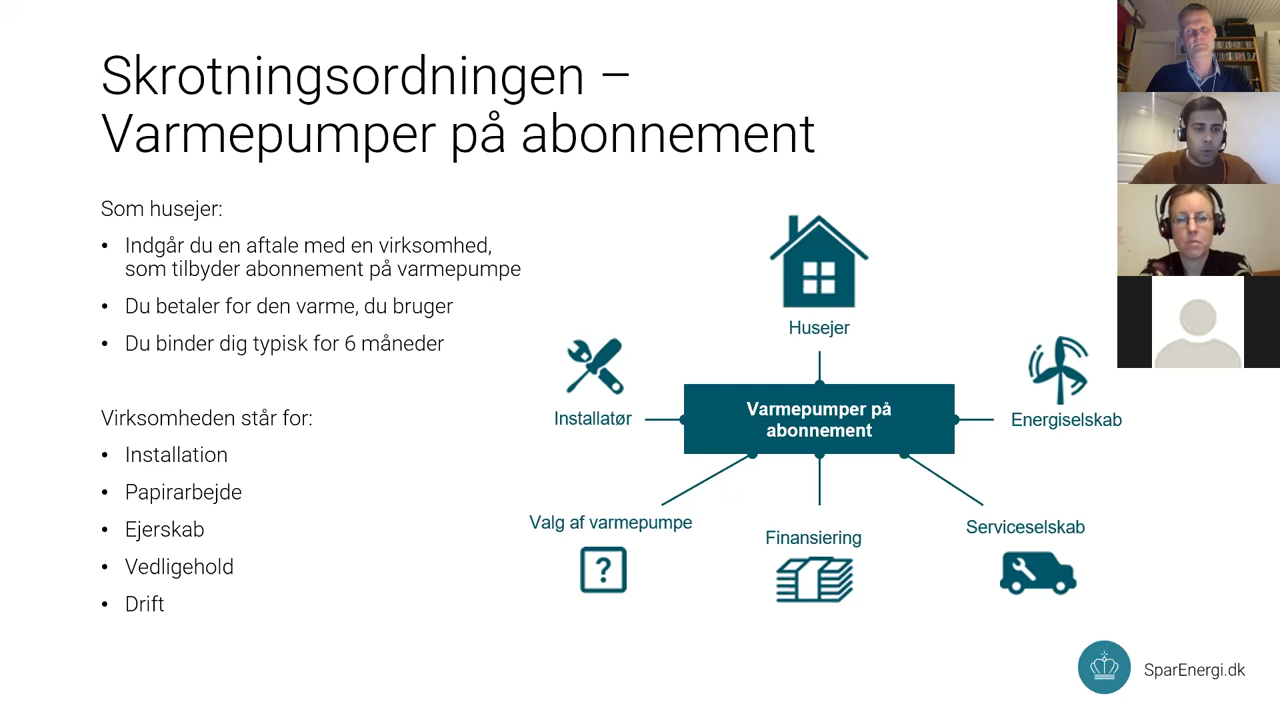 Skrotningsordningen –
Varmepumper på abonnement
Som husejer:
• Indgår du en aftale med en virksomhed,
som tilbyder abonnement på varmepumpe
• Du betaler for den varme, du bruger
• Du binder dig typisk for 6 måneder
Virksomheden står for:
• Installation
• Papirarbejde
• Ejerskab
• Vedligehold
• Drift
Husejer
Installatør
Varmepumper på
abonnement
Energiselskab
Valg af varmepumpe
?
Finansiering
Serviceselskab
SparEnergi.dk